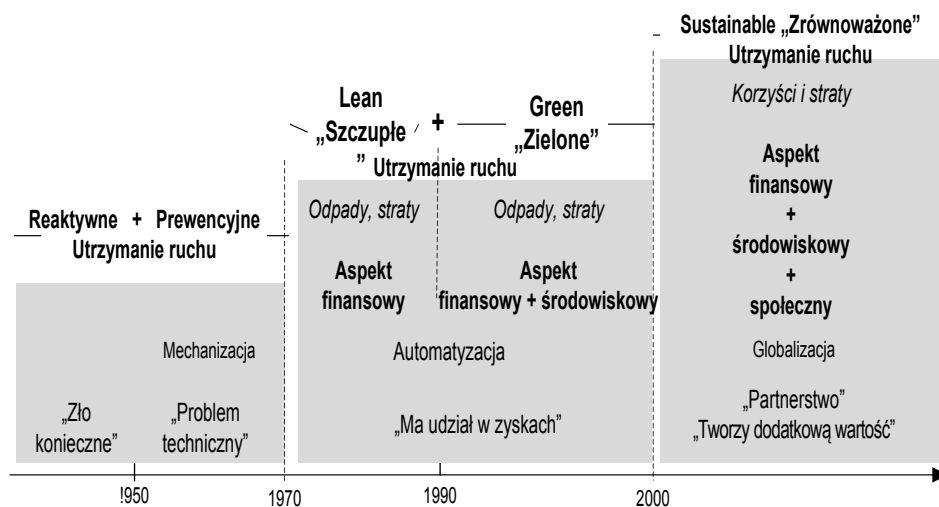 Sustainable „Zrównoważone”
Utrzymanie ruchu
Korzyści i straty
Aspekt
finansowy
+
środowiskowy
+
społeczny
Globalizacja
„Partnerstwo”
„Tworzy dodatkową wartość”
Lean
„Szczupłe
”
+
Green
„Zielone”
Utrzymanie ruchu
Odpady, straty
Odpady, straty
Aspekt
finansowy
Aspekt
finansowy + środowiskowy
Automatyzacja
„Ma udział w zyskach”
Reaktywne + Prewencyjne
Utrzymanie ruchu
Mechanizacja
„Zło
konieczne”
„Problem
techniczny”
!950
1970
1990
2000